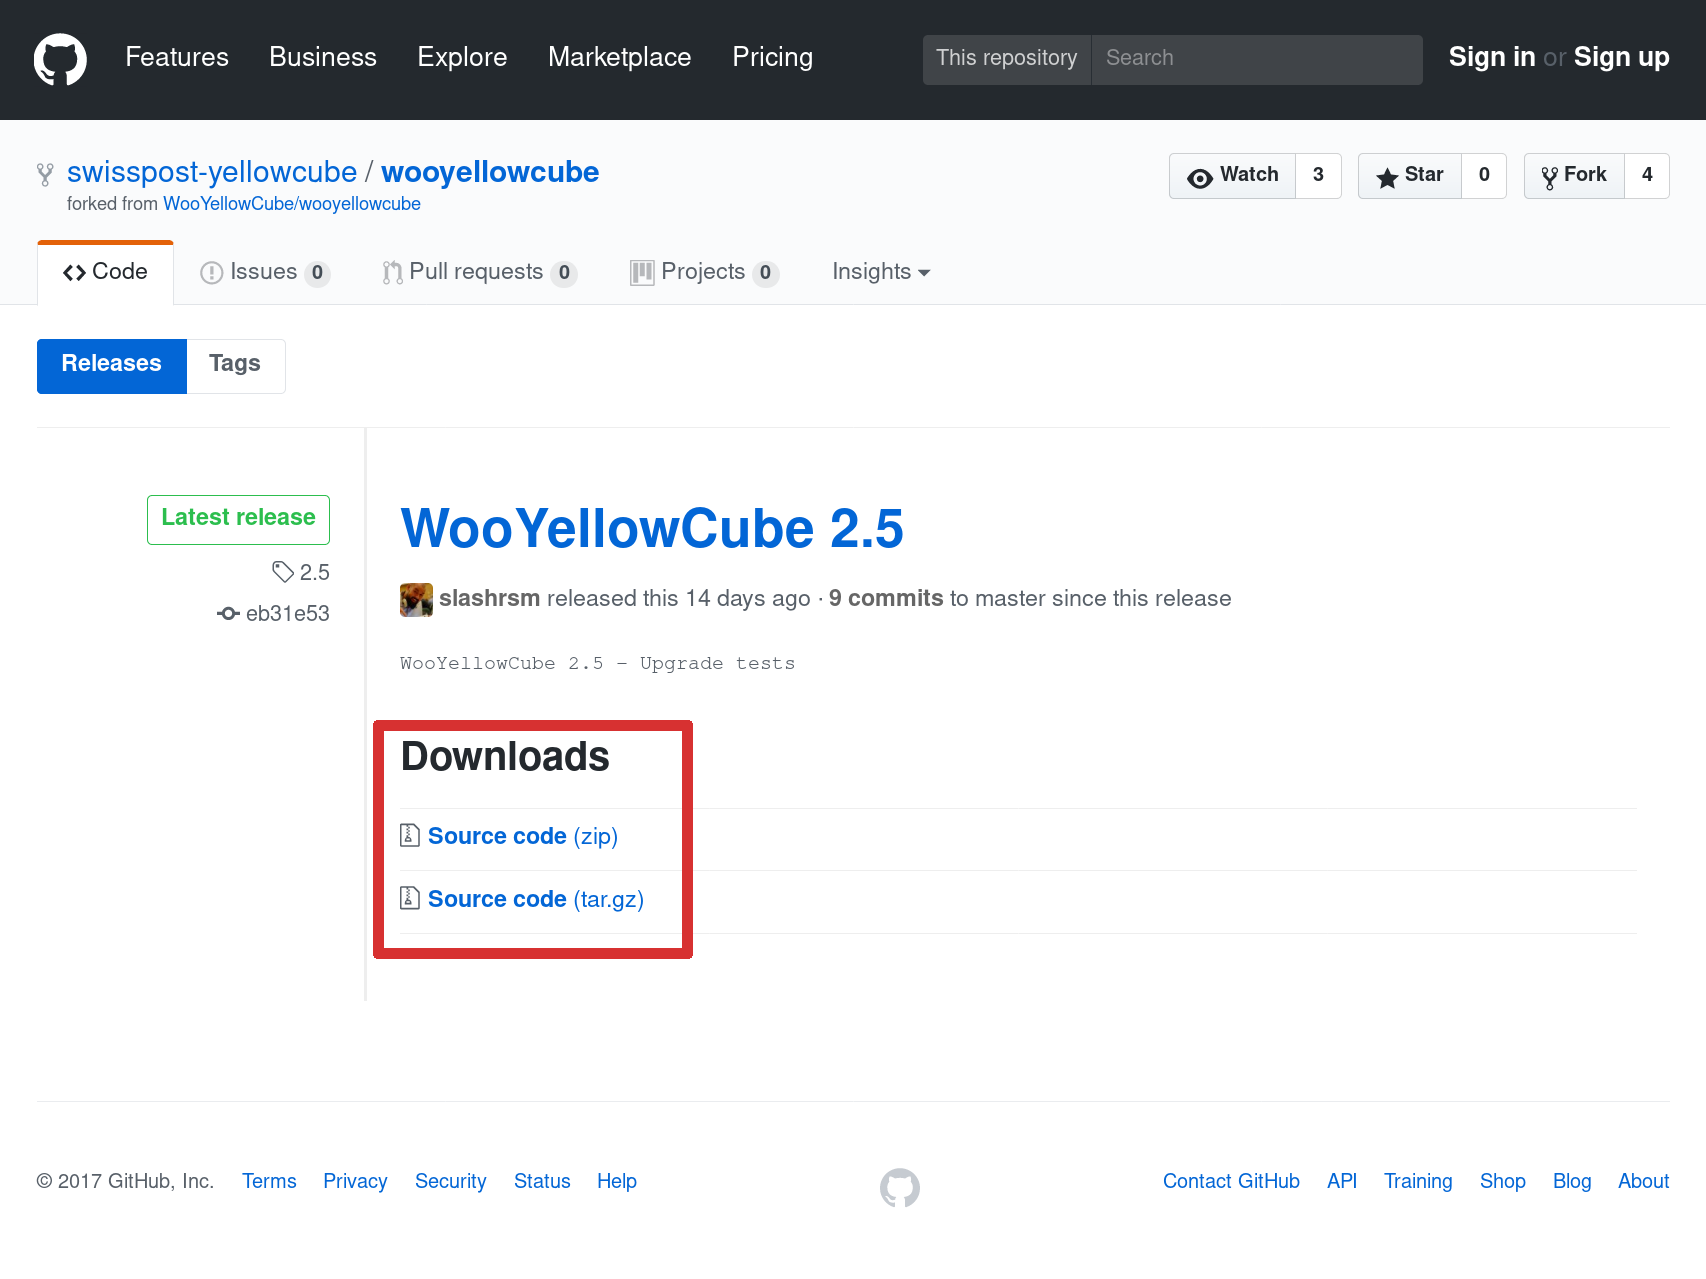 Features Business Explore Marketplace Pricing This repository Search Sign in or Sign up
swisspost-yellowcube / wooyellowcube Watch 3 Star 0 Fork 4
forked from WooYellowCube/wooyellowcube
Code Issues 0 Pull requests 0 Projects 0 Insights
Releases Tags
Latest release
2.5
eb31e53
WooYellowCube 2.5
slashrsm released this 14 days ago · 9 commits to master since this release
WooYellowCube 2.5 - Upgrade tests
Downloads
Source code (zip)
Source code (tar.gz)
© 2017 GitHub, Inc. Terms Privacy Security Status Help Contact GitHub API Training Shop Blog About